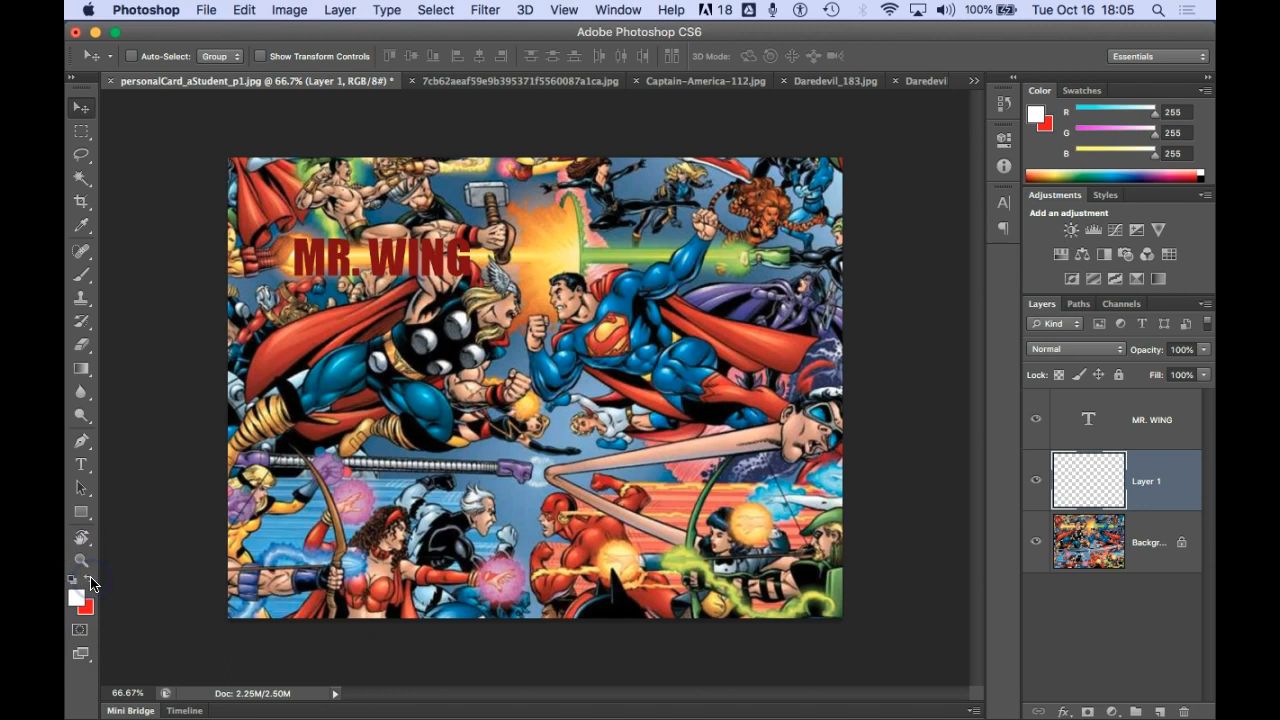 Photoshop File Edit Image Layer Type Select Filter 3D View Window Help 18 100% Tue Oct 16 18:05
Adobe Photoshop CS6
Auto-Select: Group Show Transform Controls 3D Mode: Essentials
personalCard_aStudent_p1.jpg @ 66.7% (Layer 1, RGB/8#) * 7cb62aeaf59e9b395371f5560087a1ca.jpg Captain-America-112.jpg Daredevil_183.jpg Daredevil
Color Swatches
R 255
G 255
B 255
Adjustments Styles
Add an adjustment
MR. WING
Layers Paths Channels
Kind
Normal Opacity: 100%
Lock: Fill: 100%
MR. WING
Layer 1
Backgr...
66.67% Doc: 2.25M/2.50M
Mini Bridge Timeline